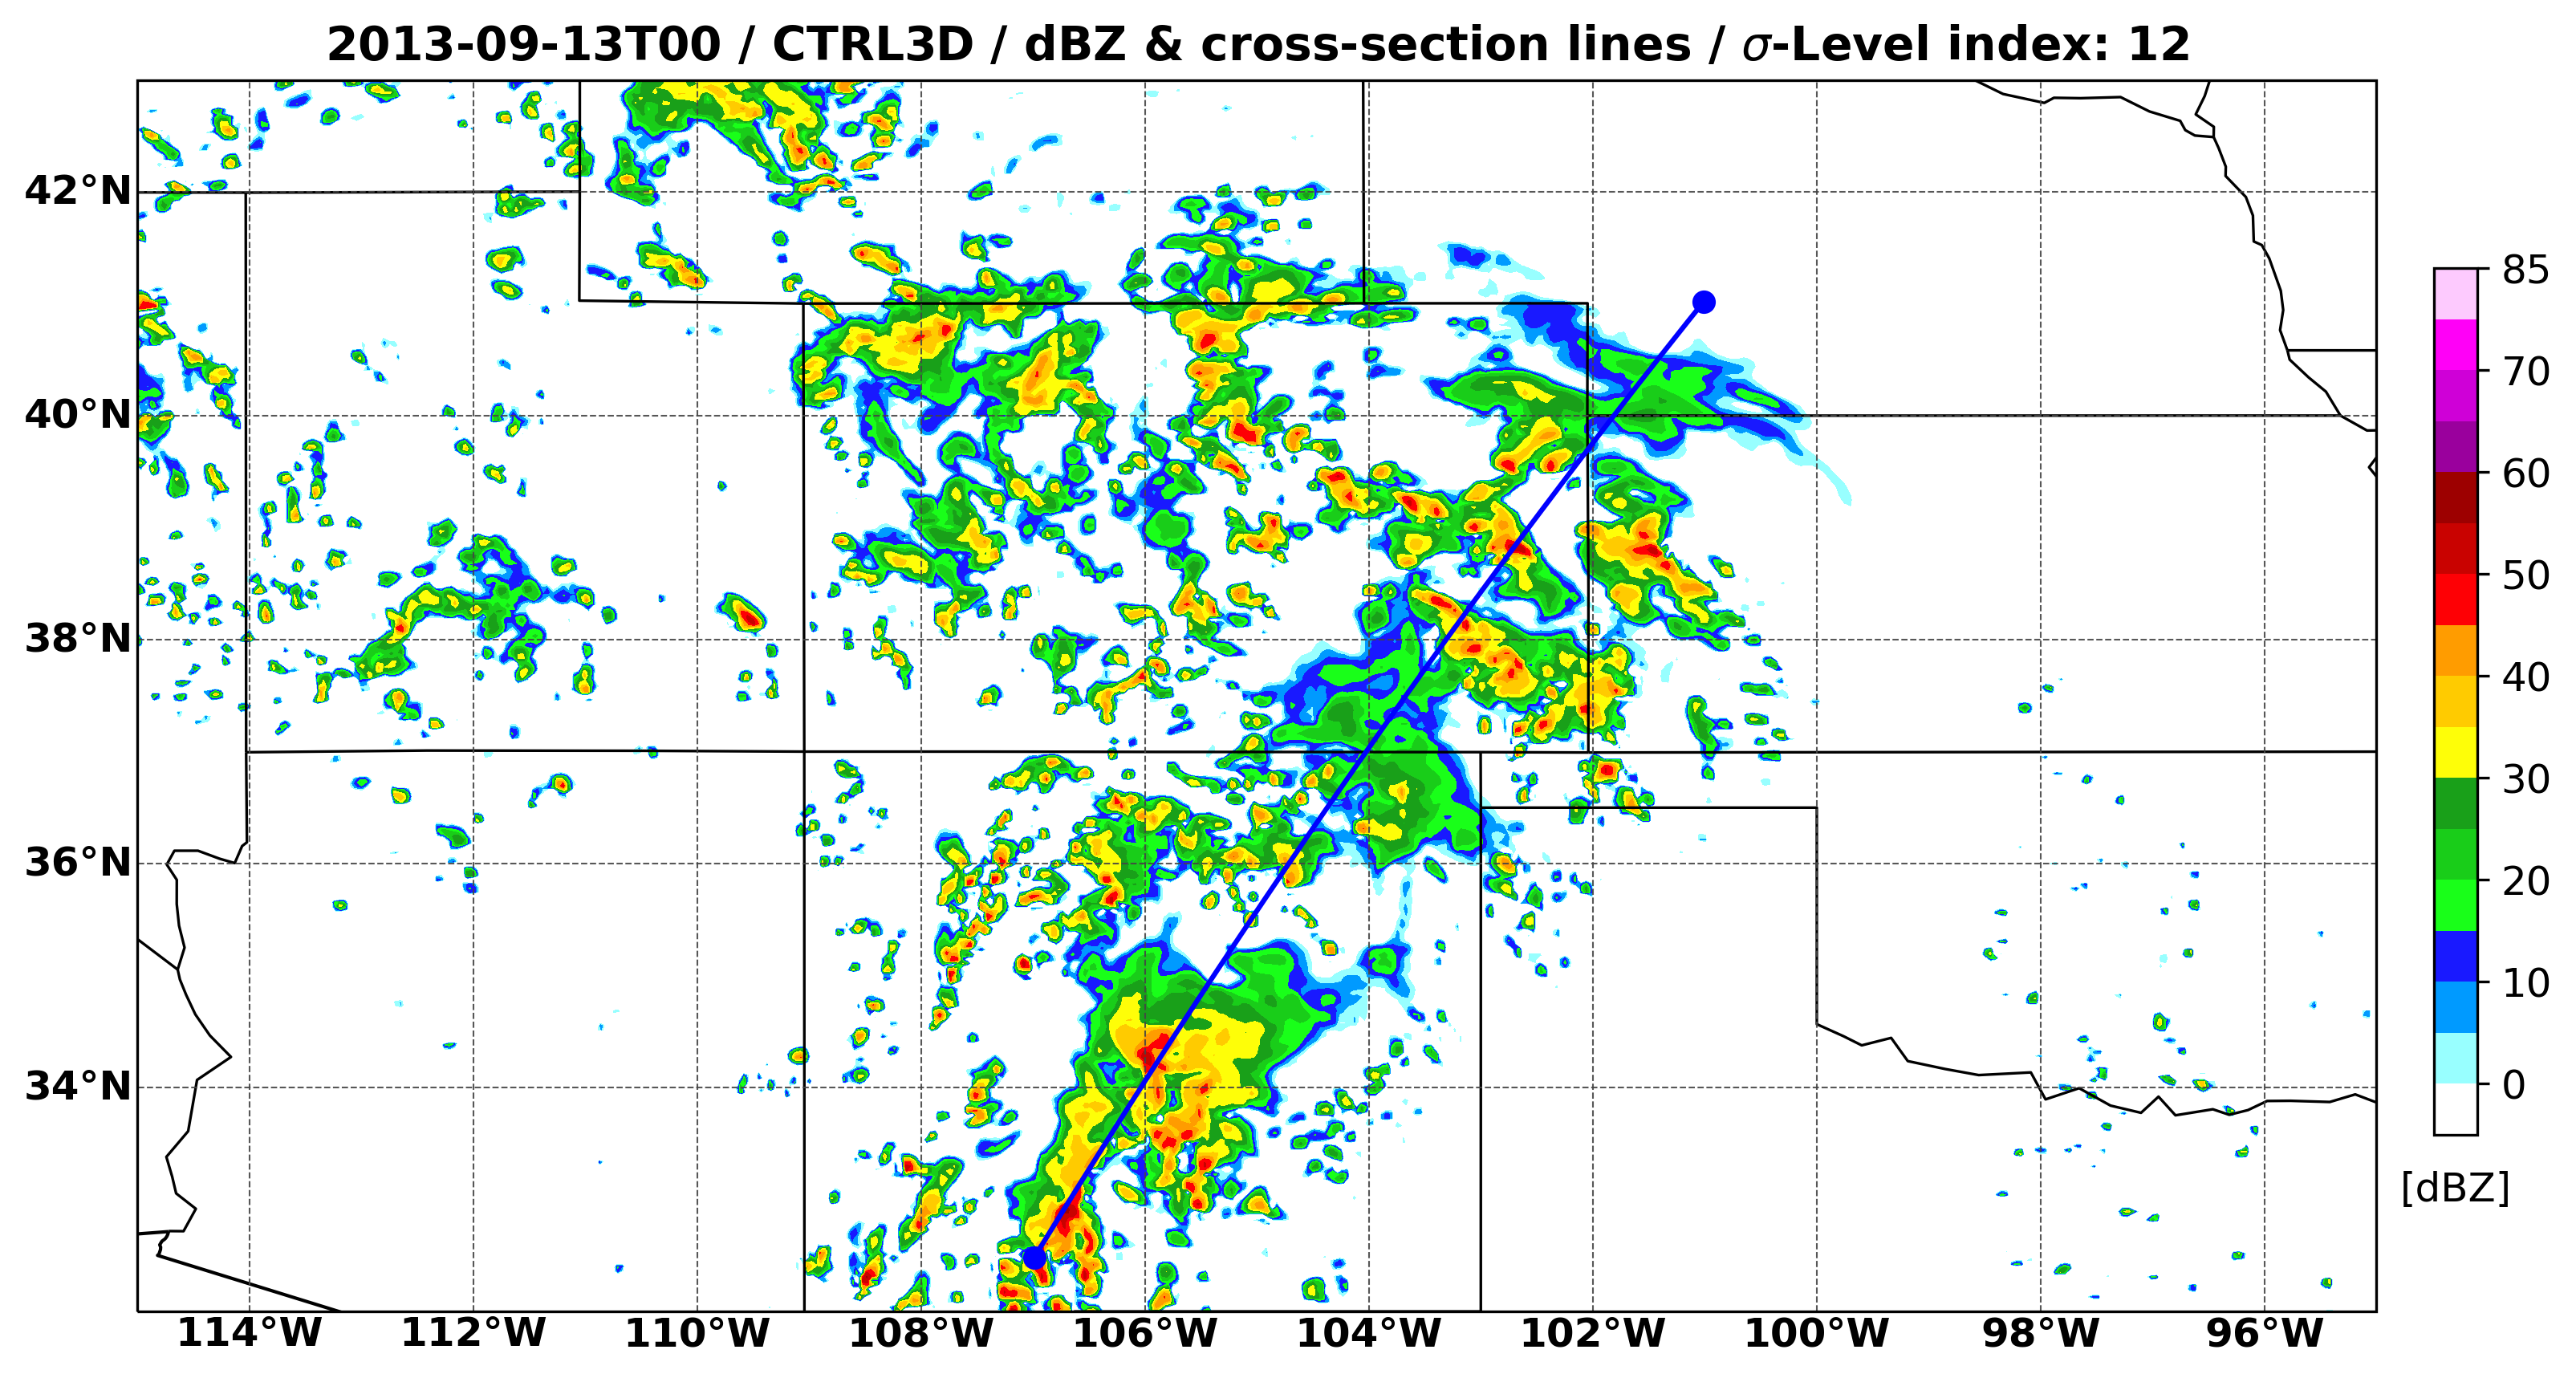 2013-09-13T00 / CTRL3D / dBZ & cross-section lines / σ-Level index: 12
42°N
40°N
38°N
36°N
34°N
114°W 112°W 110°W 108°W 106°W 104°W 102°W 100°W 98°W 96°W
85
70
60
50
40
30
20
10
0
[dBZ]